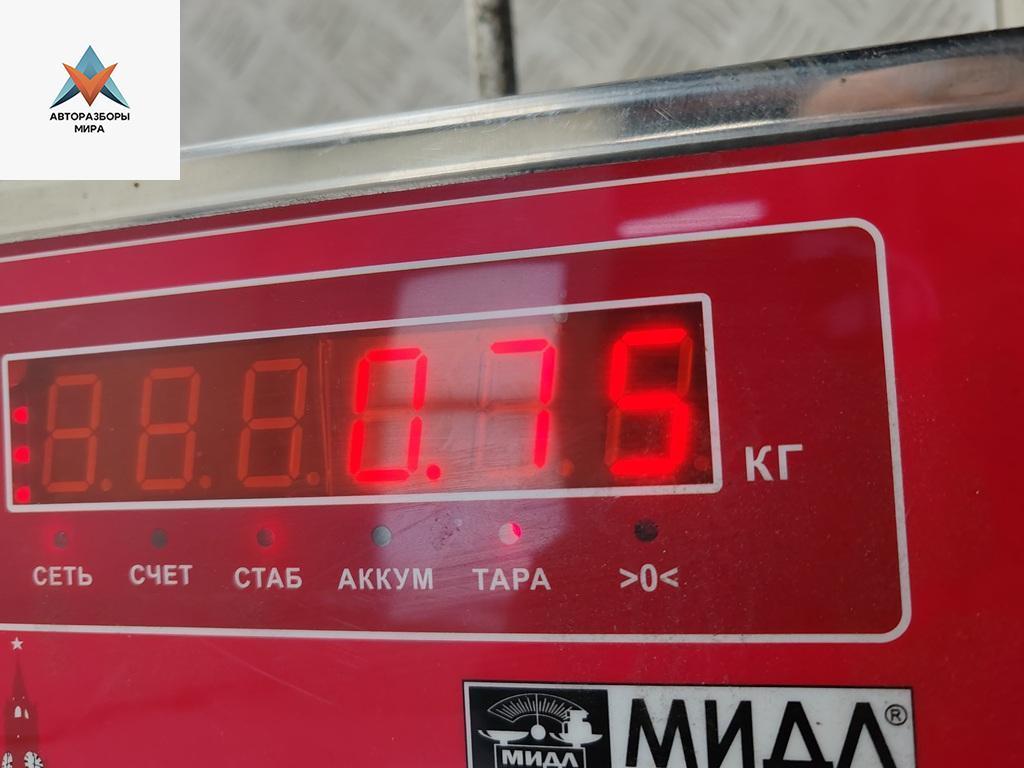 АВТОРАЗБОРЫ
МИРА
0.75
КГ
СЕТЬ СЧЕТ СТАБ АККУМ ТАРА >0<
МИДЛ
МИДЛ®